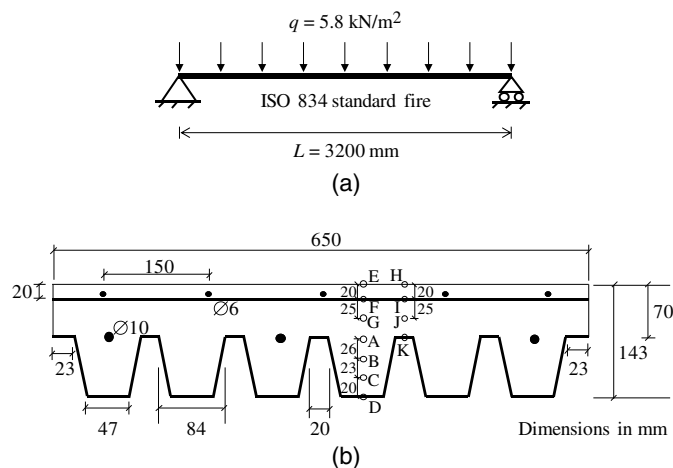 q = 5.8 kN/m²
ISO 834 standard fire
L = 3200 mm
(a)
650
150
E H
20 20 20
F I
∅6 25 25 70
G J
∅10 A K
26 143
B
23 23 C 23
20
D
47 84 20
Dimensions in mm
(b)